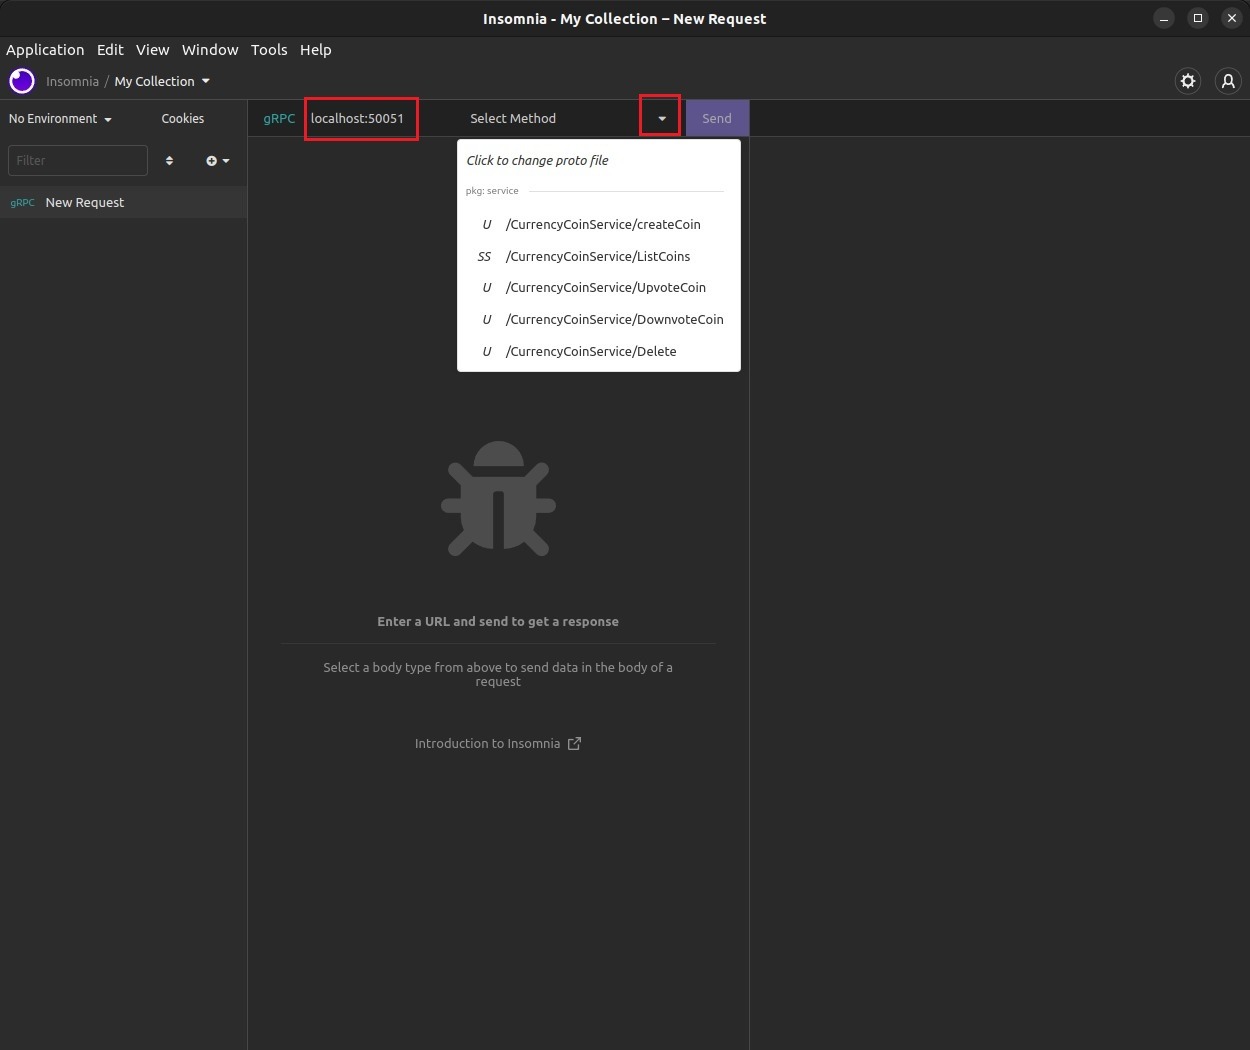 Insomnia - My Collection – New Request
Application Edit View Window Tools Help
Insomnia / My Collection
No Environment Cookies
gRPC localhost:50051 Select Method Send
Filter
gRPC New Request
Click to change proto file
pkg: service
U /CurrencyCoinService/createCoin
SS /CurrencyCoinService/ListCoins
U /CurrencyCoinService/UpvoteCoin
U /CurrencyCoinService/DownvoteCoin
U /CurrencyCoinService/Delete
Enter a URL and send to get a response
Select a body type from above to send data in the body of a
request
Introduction to Insomnia